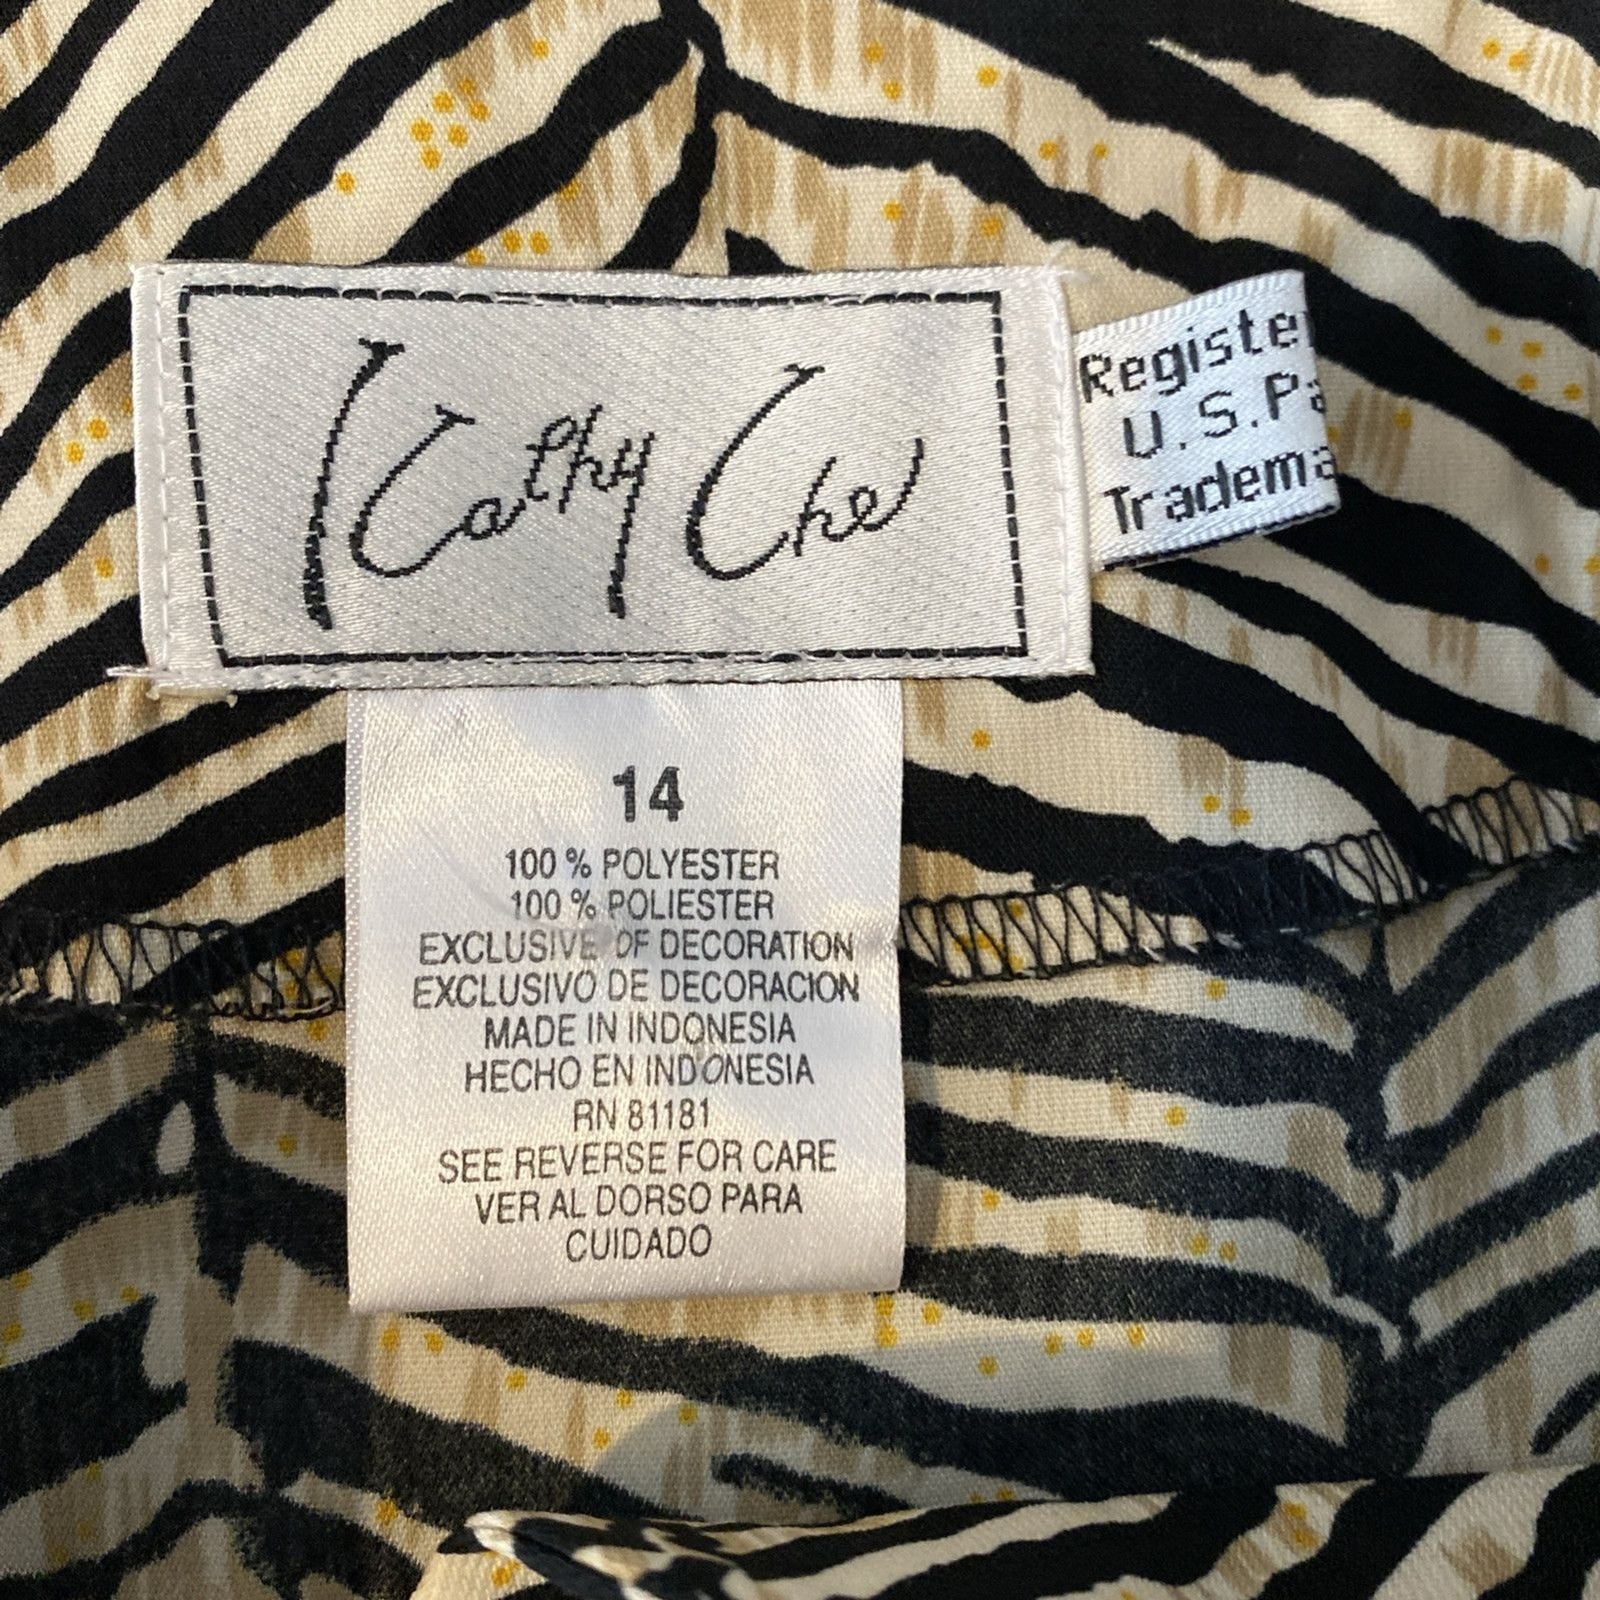 Kathy Che
Registe
U.S.Pa
Tradema
14
100 % POLYESTER
100 % POLIESTER
EXCLUSIVE OF DECORATION
EXCLUSIVO DE DECORACION
MADE IN INDONESIA
HECHO EN INDONESIA
RN 81181
SEE REVERSE FOR CARE
VER AL DORSO PARA
CUIDADO